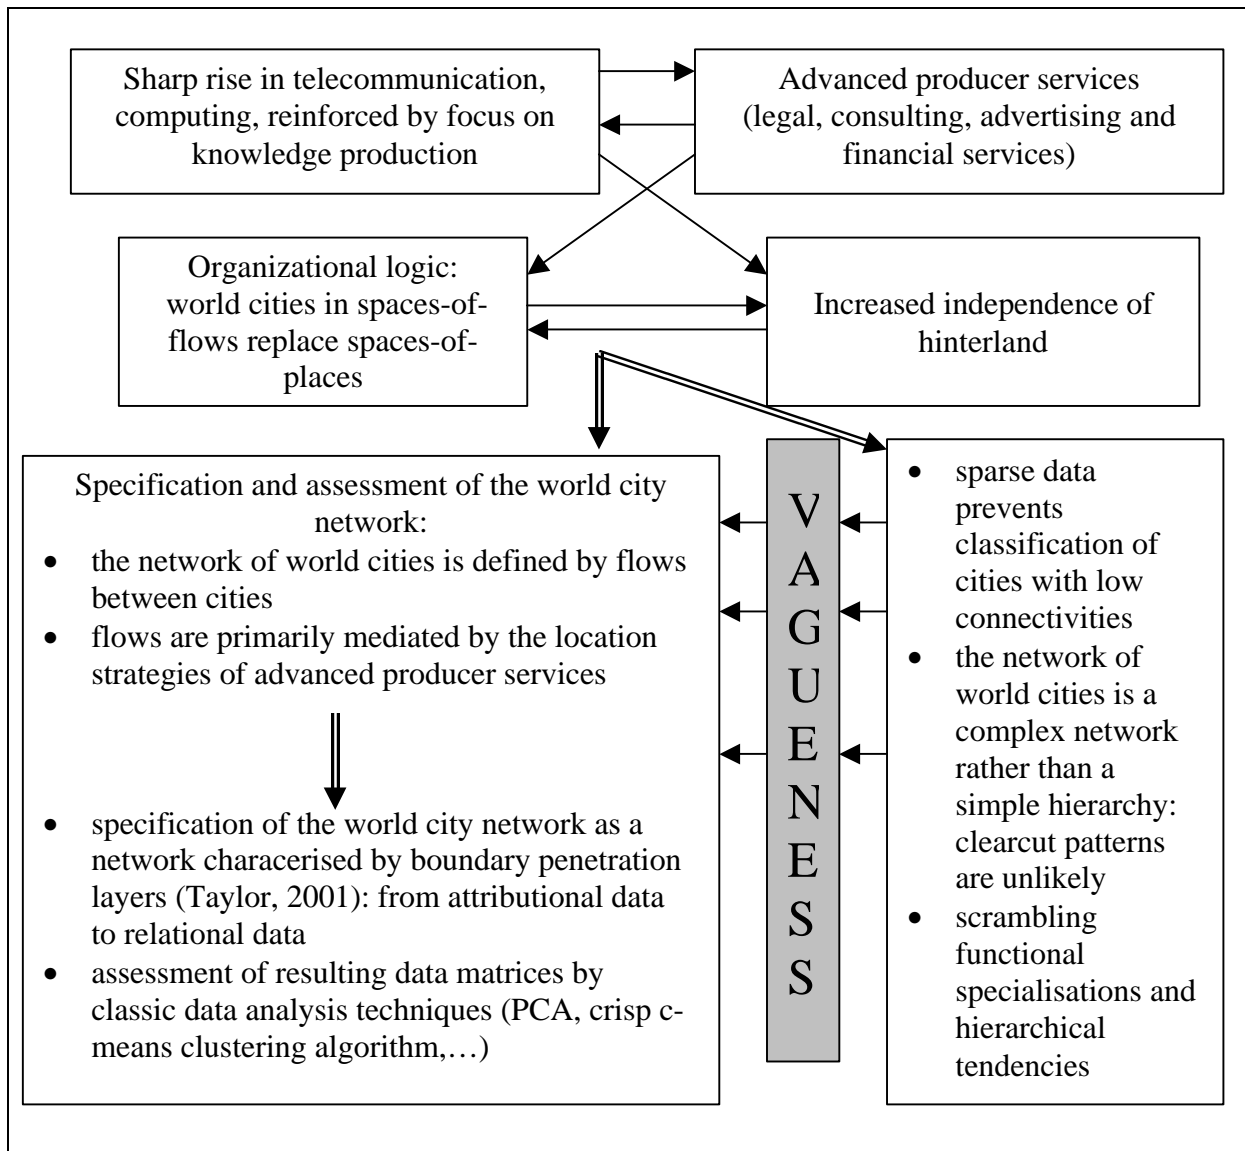 Sharp rise in telecommunication,
computing, reinforced by focus on
knowledge production
Advanced producer services
(legal, consulting, advertising and
financial services)
Organizational logic:
world cities in spaces-of-
flows replace spaces-of-
places
Increased independence of
hinterland
Specification and assessment of the world city
network:
• the network of world cities is defined by flows
between cities
• flows are primarily mediated by the location
strategies of advanced producer services
• specification of the world city network as a
network characerised by boundary penetration
layers (Taylor, 2001): from attributional data
to relational data
• assessment of resulting data matrices by
classic data analysis techniques (PCA, crisp c-
means clustering algorithm,…)
V
A
G
U
E
N
E
S
S
• sparse data
prevents
classification of
cities with low
connectivities
• the network of
world cities is a
complex network
rather than a
simple hierarchy:
clearcut patterns
are unlikely
• scrambling
functional
specialisations and
hierarchical
tendencies